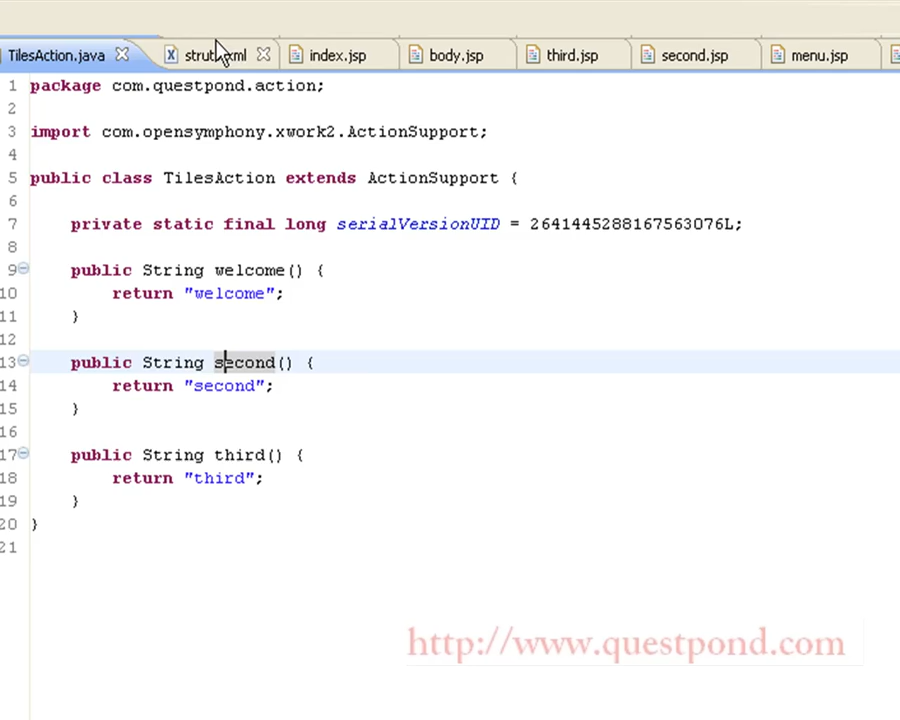 TilesAction.java struts.xml index.jsp body.jsp third.jsp second.jsp menu.jsp
1 package com.questpond.action;
2
3 import com.opensymphony.xwork2.ActionSupport;
4
5 public class TilesAction extends ActionSupport {
6
7 private static final long serialVersionUID = 2641445288167563076L;
8
9 public String welcome() {
10 return "welcome";
11 }
12
13 public String second() {
14 return "second";
15 }
16
17 public String third() {
18 return "third";
19 }
20 }
21
http://www.questpond.com